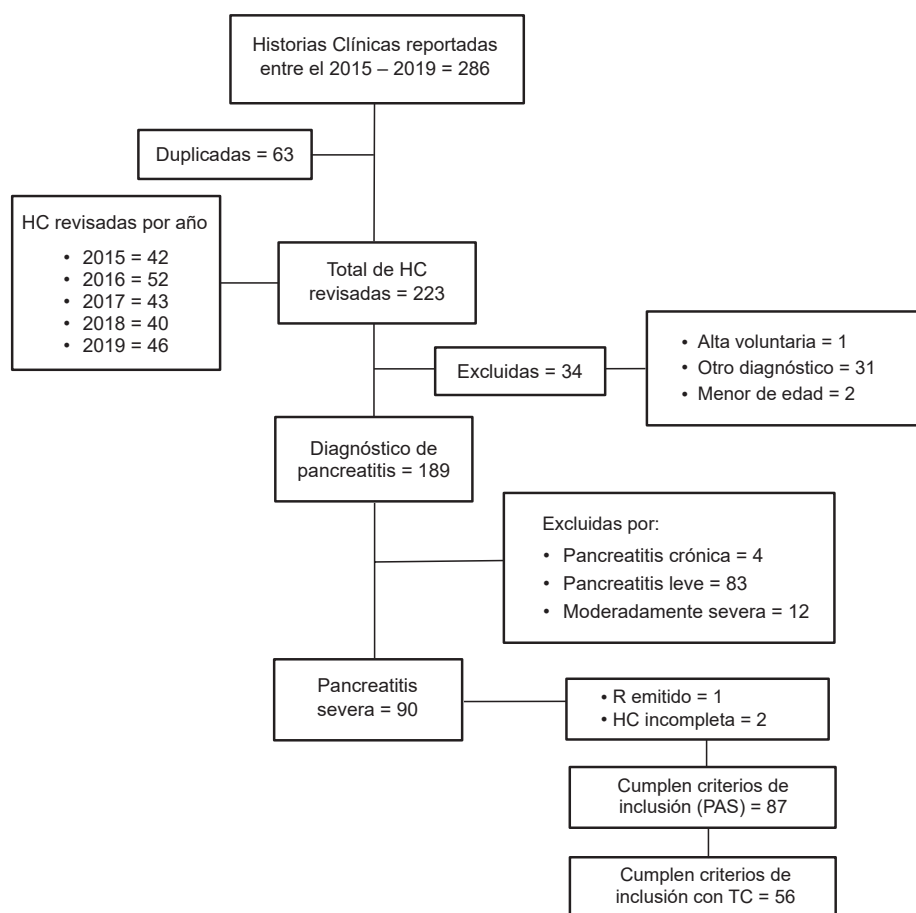 Historias Clínicas reportadas
entre el 2015 – 2019 = 286
Duplicadas = 63
HC revisadas por año
• 2015 = 42
• 2016 = 52
• 2017 = 43
• 2018 = 40
• 2019 = 46
Total de HC
revisadas = 223
Excluidas = 34
• Alta voluntaria = 1
• Otro diagnóstico = 31
• Menor de edad = 2
Diagnóstico de
pancreatitis = 189
Excluidas por:
• Pancreatitis crónica = 4
• Pancreatitis leve = 83
• Moderadamente severa = 12
Pancreatitis
severa = 90
• R emitido = 1
• HC incompleta = 2
Cumplen criterios de
inclusión (PAS) = 87
Cumplen criterios de
inclusión con TC = 56